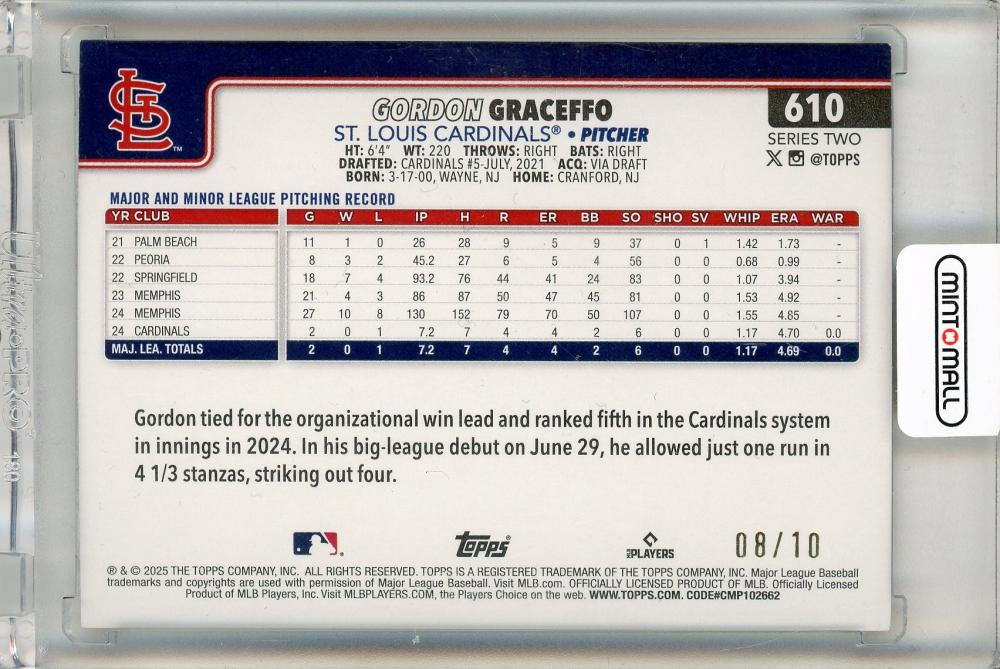 GORDON GRACEFFO
610
ST. LOUIS CARDINALS® • PITCHER
SERIES TWO
HT: 6'4" WT: 220 THROWS: RIGHT BATS: RIGHT
@TOPPS
DRAFTED: CARDINALS #5-JULY, 2021 ACQ: VIA DRAFT
BORN: 3-17-00, WAYNE, NJ HOME: CRANFORD, NJ
MAJOR AND MINOR LEAGUE PITCHING RECORD
YR CLUB G W L IP H R ER BB SO SHO SV WHIP ERA WAR
21 PALM BEACH 11 1 0 26 28 9 5 9 37 0 1 1.42 1.73 -
22 PEORIA 8 3 2 45.2 27 6 5 4 56 0 0 0.68 0.99 -
22 SPRINGFIELD 18 7 4 93.2 76 44 41 24 83 0 0 1.07 3.94 -
23 MEMPHIS 21 4 3 86 87 50 47 45 81 0 0 1.53 4.92 -
24 MEMPHIS 27 10 8 130 152 79 70 50 107 0 0 1.55 4.85 -
24 CARDINALS 2 0 1 7.2 7 4 4 2 6 0 0 1.17 4.70 0.0
MAJ. LEA. TOTALS 2 0 1 7.2 7 4 4 2 6 0 0 1.17 4.69 0.0
Gordon tied for the organizational win lead and ranked fifth in the Cardinals system
in innings in 2024. In his big-league debut on June 29, he allowed just one run in
4 1/3 stanzas, striking out four.
Topps
PLAYERS
08/10
® & © 2025 THE TOPPS COMPANY, INC. ALL RIGHTS RESERVED. TOPPS IS A REGISTERED TRADEMARK OF THE TOPPS COMPANY, INC. Major League Baseball
trademarks and copyrights are used with permission of Major League Baseball. Visit MLB.com. OFFICIALLY LICENSED PRODUCT OF MLB. Officially Licensed
Product of MLB Players, Inc. Visit MLBPLAYERS.COM, the Players Choice on the web. WWW.TOPPS.COM. CODE#CMP102662
MINTMALL